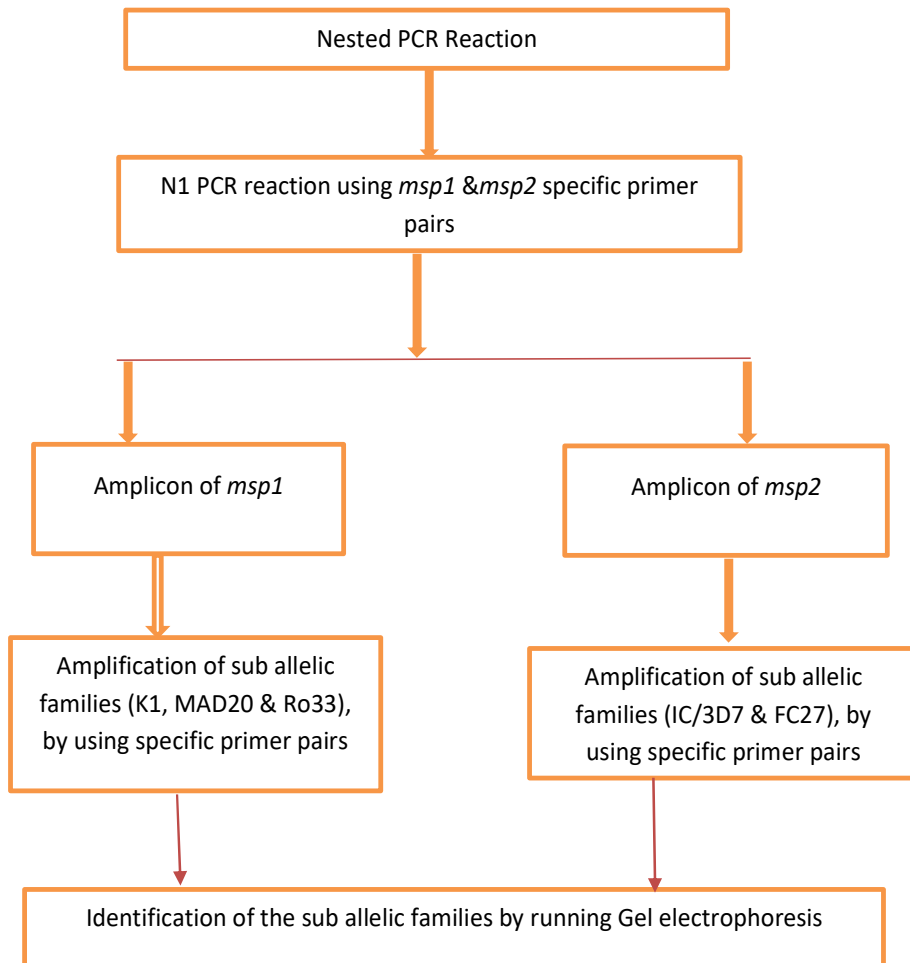 Nested PCR Reaction
N1 PCR reaction using msp1 &msp2 specific primer
pairs
Amplicon of msp1
Amplicon of msp2
Amplification of sub allelic
families (K1, MAD20 & Ro33),
by using specific primer pairs
Amplification of sub allelic
families (IC/3D7 & FC27), by
using specific primer pairs
Identification of the sub allelic families by running Gel electrophoresis